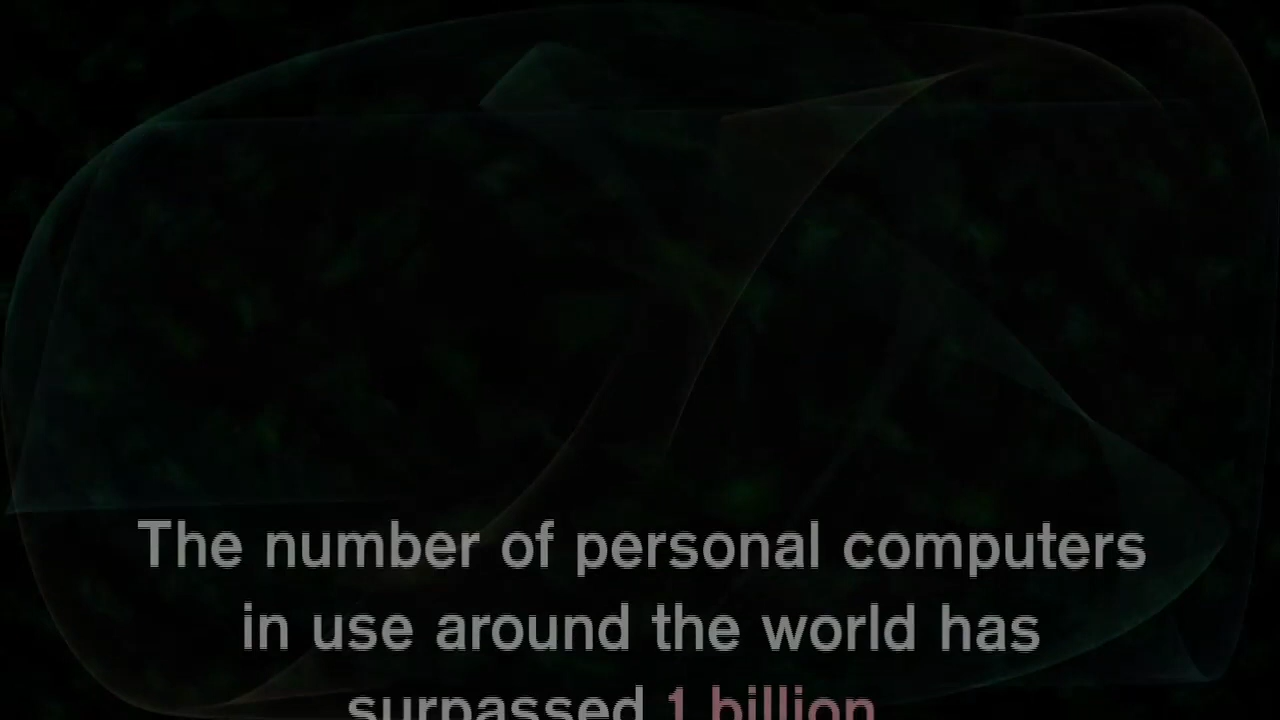 The number of personal computers
in use around the world has
surpassed 1 billion